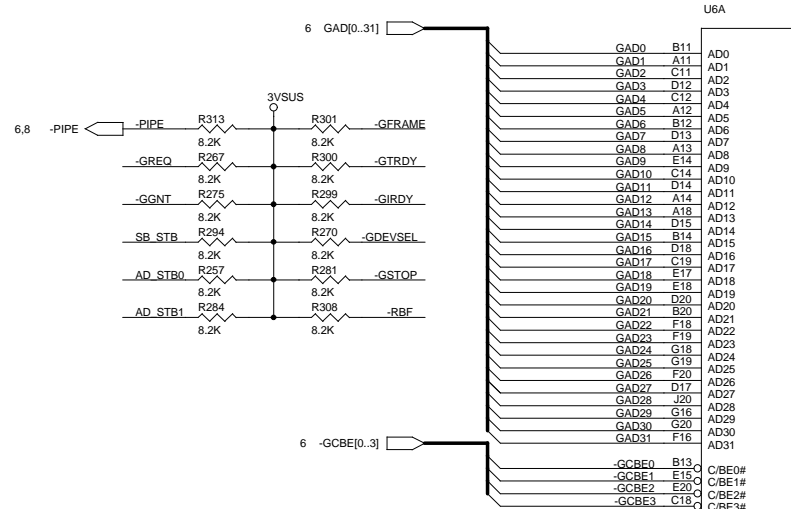 U6A
6 GAD[0..31]
3VSUS
6,8 -PIPE -PIPE R313 8.2K R301 8.2K -GFRAME
-GREQ R267 8.2K R300 8.2K -GTRDY
-GGNT R275 8.2K R299 8.2K -GIRDY
SB_STB R294 8.2K R270 8.2K -GDEVSEL
AD_STB0 R257 8.2K R281 8.2K -GSTOP
AD_STB1 R284 8.2K R308 8.2K -RBF
GAD0 B11 AD0
GAD1 A11 AD1
GAD2 C11 AD2
GAD3 D12 AD3
GAD4 C12 AD4
GAD5 A12 AD5
GAD6 B12 AD6
GAD7 D13 AD7
GAD8 A13 AD8
GAD9 E14 AD9
GAD10 C14 AD10
GAD11 D14 AD11
GAD12 A14 AD12
GAD13 A18 AD13
GAD14 D15 AD14
GAD15 B14 AD15
GAD16 D18 AD16
GAD17 C19 AD17
GAD18 E17 AD18
GAD19 E18 AD19
GAD20 D20 AD20
GAD21 B20 AD21
GAD22 F18 AD22
GAD23 F19 AD23
GAD24 G18 AD24
GAD25 G19 AD25
GAD26 F20 AD26
GAD27 D17 AD27
GAD28 J20 AD28
GAD29 G16 AD29
GAD30 G20 AD30
GAD31 F16 AD31
6 -GCBE[0..3]
-GCBE0 B13 C/BE0#
-GCBE1 E15 C/BE1#
-GCBE2 E20 C/BE2#
-GCBE3 C18 C/BE3#